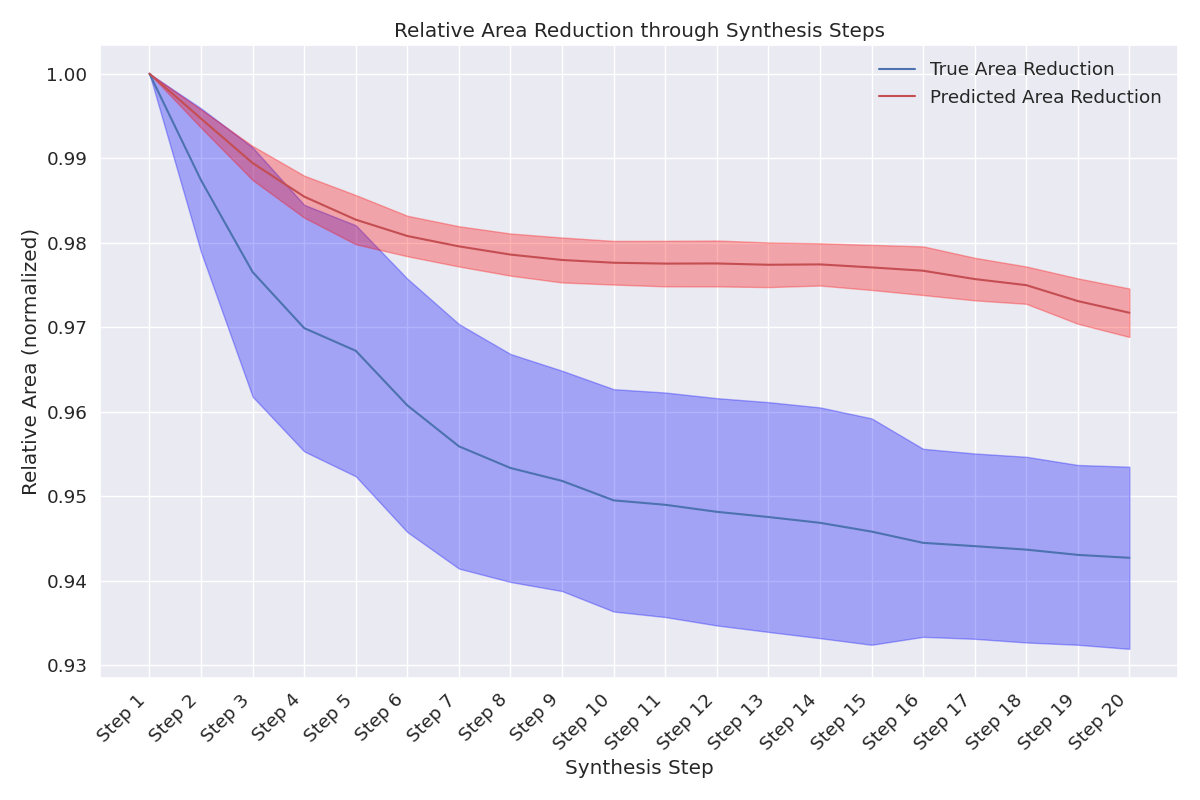 Relative Area Reduction through Synthesis Steps
True Area Reduction
Predicted Area Reduction
Relative Area (normalized)
1.00
0.99
0.98
0.97
0.96
0.95
0.94
0.93
Step 1
Step 2
Step 3
Step 4
Step 5
Step 6
Step 7
Step 8
Step 9
Step 10
Step 11
Step 12
Step 13
Step 14
Step 15
Step 16
Step 17
Step 18
Step 19
Step 20
Synthesis Step